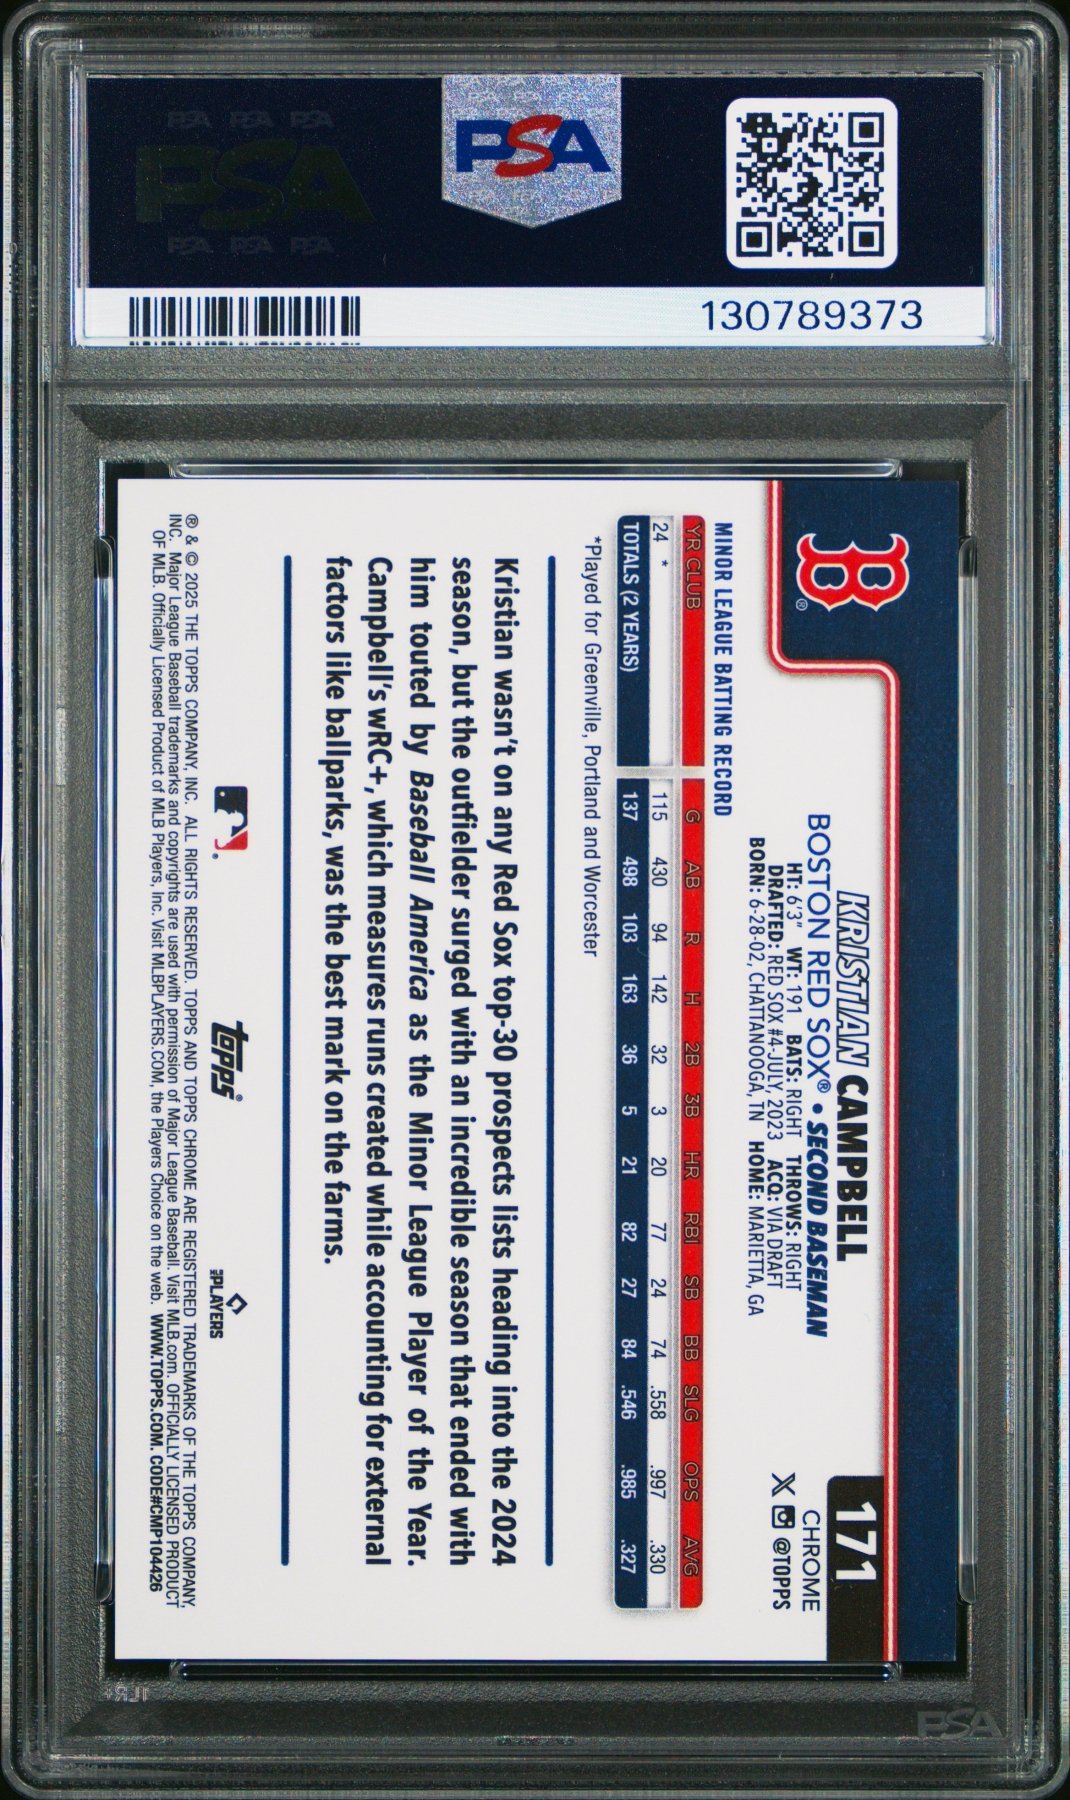 PSA PSA PSA
PSA
PSA PSA PSA
PSA
130789373
B®
171
KRISTIAN CAMPBELL
BOSTON RED SOX® • SECOND BASEMAN
HT: 6'3" WT: 191 BATS: RIGHT THROWS: RIGHT
DRAFTED: RED SOX #4-JULY, 2023 ACQ: VIA DRAFT
BORN: 6-28-02, CHATTANOOGA, TN HOME: MARIETTA, GA
CHROME
X @TOPPS
MINOR LEAGUE BATTING RECORD
YR CLUB G AB R H 2B 3B HR RBI SB BB SLG OPS AVG
24 * 115 430 94 142 32 3 20 77 24 74 .558 .997 .330
TOTALS (2 YEARS) 137 498 103 163 36 5 21 82 27 84 .546 .985 .327
*Played for Greenville, Portland and Worcester
Kristian wasn't on any Red Sox top-30 prospects lists heading into the 2024
season, but the outfielder surged with an incredible season that ended with
him touted by Baseball America as the Minor League Player of the Year.
Campbell's wRC+, which measures runs created while accounting for external
factors like ballparks, was the best mark on the farms.
topps®
MLB PLAYERS
® & © 2025 THE TOPPS COMPANY, INC. ALL RIGHTS RESERVED. TOPPS AND TOPPS CHROME ARE REGISTERED TRADEMARKS OF THE TOPPS COMPANY,
INC. Major League Baseball trademarks and copyrights are used with permission of Major League Baseball. Visit MLB.com. OFFICIALLY LICENSED PRODUCT
OF MLB. Officially Licensed Product of MLB Players, Inc. Visit MLBPLAYERS.COM, the Players Choice on the web. WWW.TOPPS.COM. CODE#CMP104426
PSA